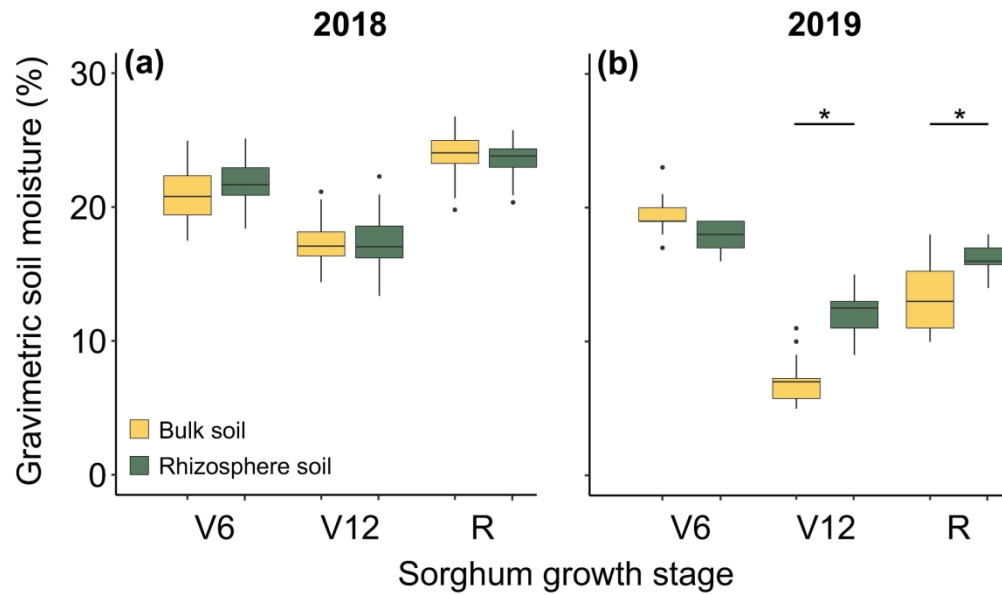 2018
2019
(a)
(b)
Gravimetric soil moisture (%)
30
20
10
0
*
*
Bulk soil
Rhizosphere soil
V6
V12
R
V6
V12
R
Sorghum growth stage